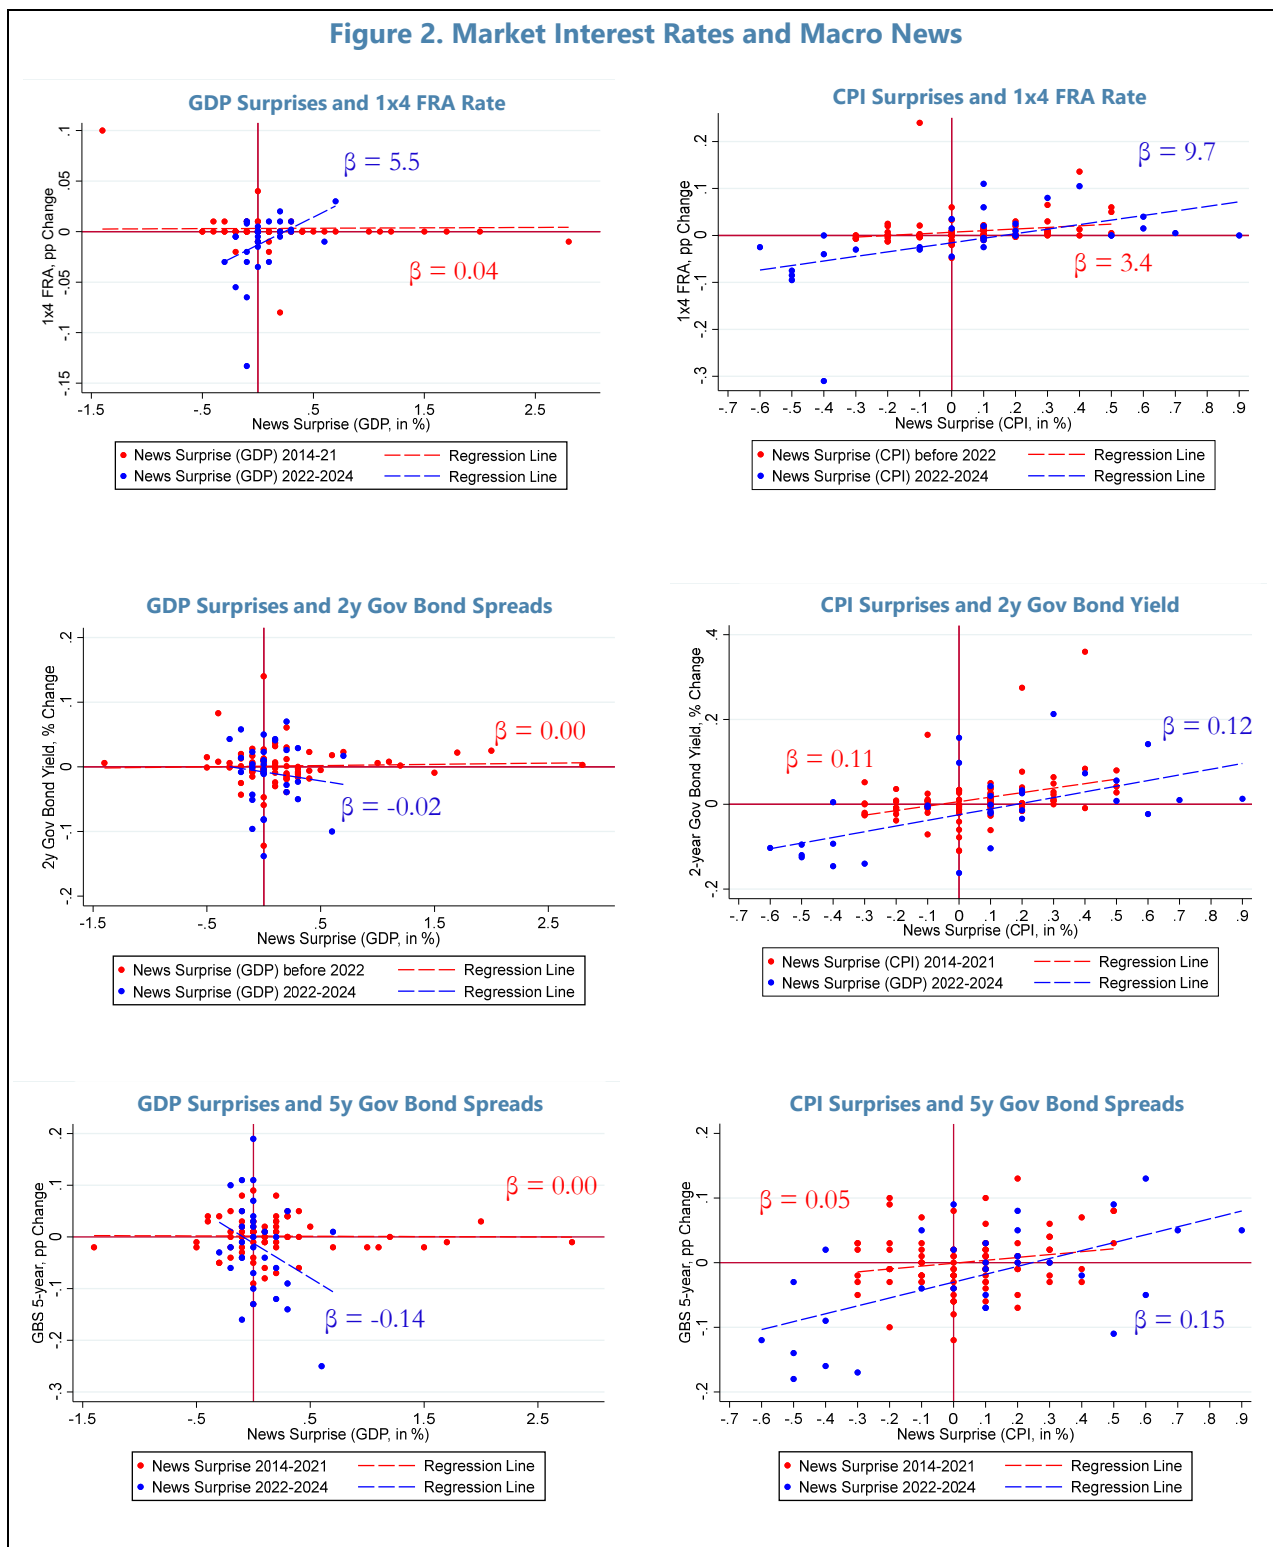 Figure 2. Market Interest Rates and Macro News
GDP Surprises and 1x4 FRA Rate
1x4 FRA, pp Change
.1
.05
0
-.05
-.1
-.15
β = 5.5
β = 0.04
-1.5 -.5 .5 1.5 2.5
News Surprise (GDP, in %)
News Surprise (GDP) 2014-21 Regression Line
News Surprise (GDP) 2022-2024 Regression Line
CPI Surprises and 1x4 FRA Rate
1x4 FRA, pp Change
.2
.1
0
-.1
-.2
-.3
β = 9.7
β = 3.4
-.7 -.6 -.5 -.4 -.3 -.2 -.1 0 .1 .2 .3 .4 .5 .6 .7 .8 .9
News Surprise (CPI, in %)
News Surprise (CPI) before 2022 Regression Line
News Surprise (CPI) 2022-2024 Regression Line
GDP Surprises and 2y Gov Bond Spreads
2y Gov Bond Yield, % Change
.2
.1
0
-.1
-.2
β = 0.00
β = -0.02
-1.5 -.5 .5 1.5 2.5
News Surprise (GDP, in %)
News Surprise (GDP) before 2022 Regression Line
News Surprise (GDP) 2022-2024 Regression Line
CPI Surprises and 2y Gov Bond Yield
2-year Gov Bond Yield, % Change
.4
.2
0
-.2
β = 0.12
β = 0.11
-.7 -.6 -.5 -.4 -.3 -.2 -.1 0 .1 .2 .3 .4 .5 .6 .7 .8 .9
News Surprise (CPI, in %)
News Surprise (CPI) 2014-2021 Regression Line
News Surprise (GDP) 2022-2024 Regression Line
GDP Surprises and 5y Gov Bond Spreads
GBS 5-year, pp Change
.2
.1
0
-.1
-.2
-.3
β = 0.00
β = -0.14
-1.5 -.5 .5 1.5 2.5
News Surprise (GDP, in %)
News Surprise 2014-2021 Regression Line
News Surprise 2022-2024 Regression Line
CPI Surprises and 5y Gov Bond Spreads
GBS 5-year, pp Change
.2
.1
0
-.1
-.2
β = 0.05
β = 0.15
-.7 -.6 -.5 -.4 -.3 -.2 -.1 0 .1 .2 .3 .4 .5 .6 .7 .8 .9
News Surprise (CPI, in %)
News Surprise 2014-2021 Regression Line
News Surprise 2022-2024 Regression Line